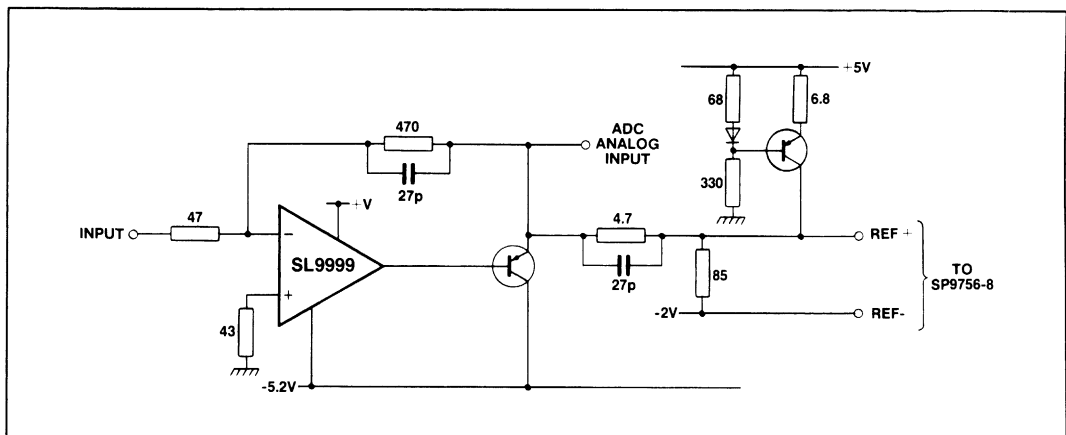 +5V
68
6.8
470
ADC
ANALOG
INPUT
27p
330
+V
47
INPUT
−
SL9999
4.7
REF +
27p
TO
SP9756-8
85
+
43
-2V
REF-
-5.2V